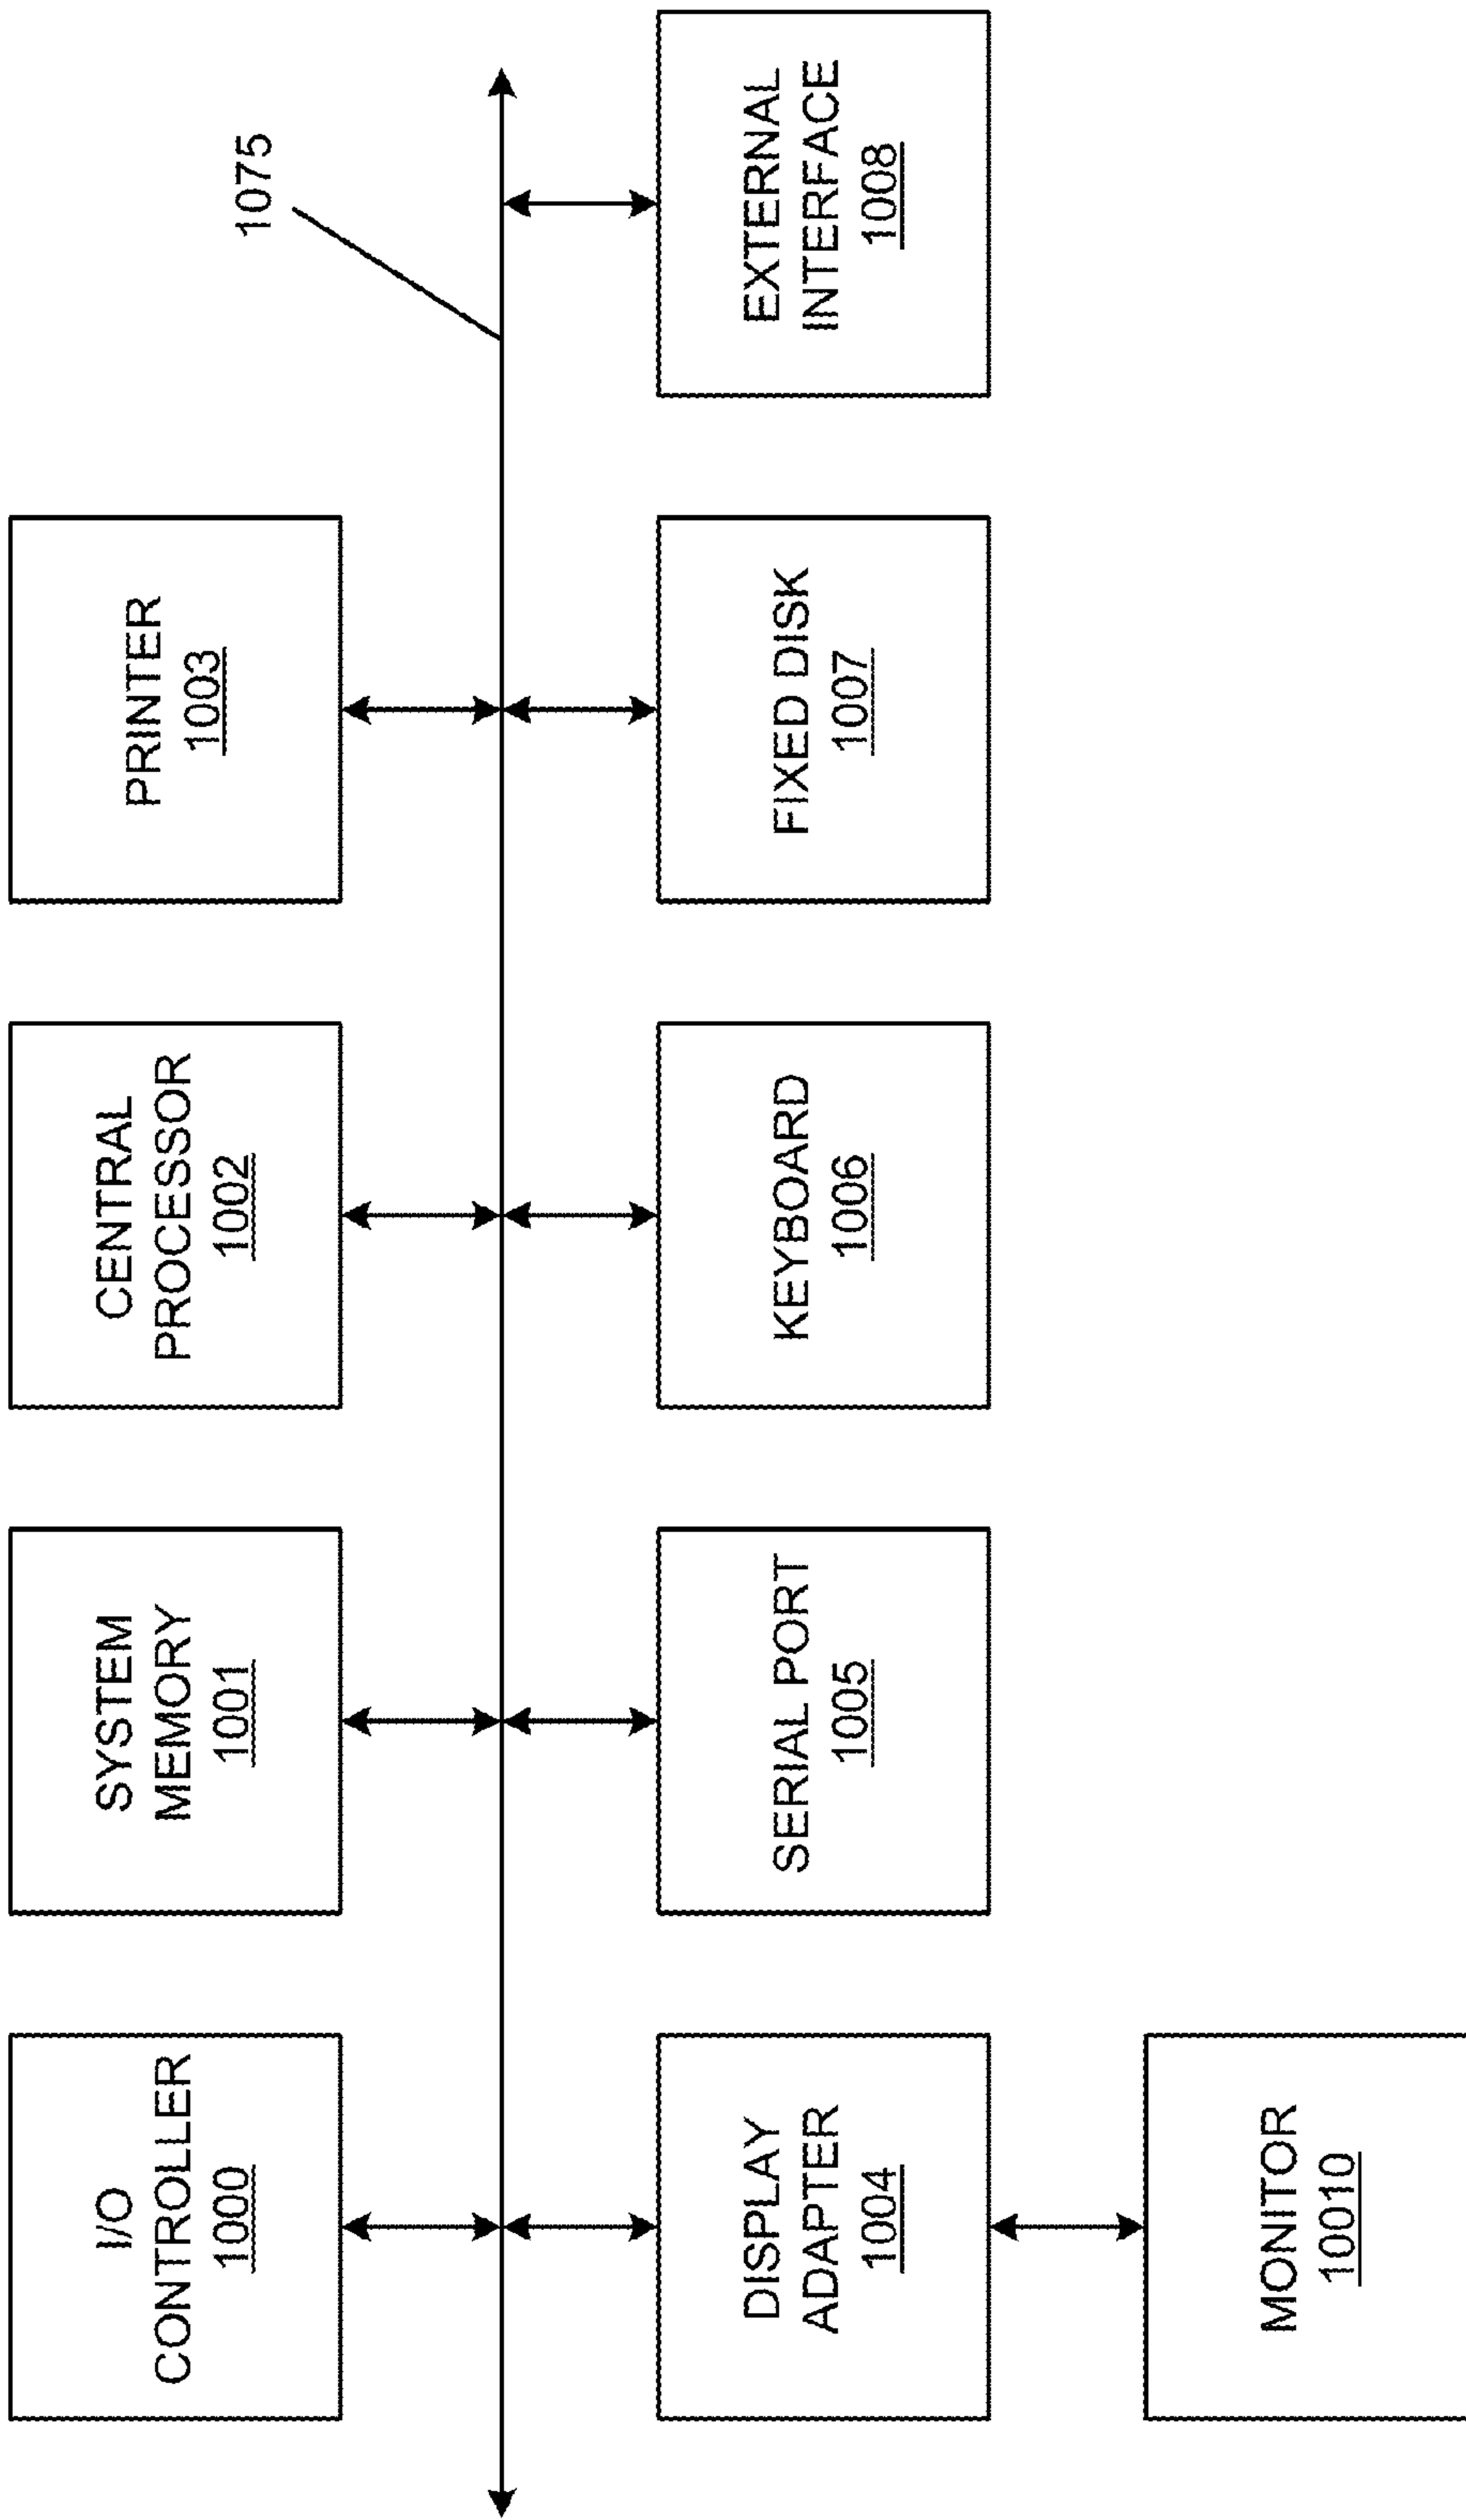 I/O
CONTROLLER
1000
SYSTEM
MEMORY
1001
CENTRAL
PROCESSOR
1002
PRINTER
1003
1075
DISPLAY
ADAPTER
1004
SERIAL PORT
1005
KEYBOARD
1006
FIXED DISK
1007
EXTERNAL
INTERFACE
1008
MONITOR
10010